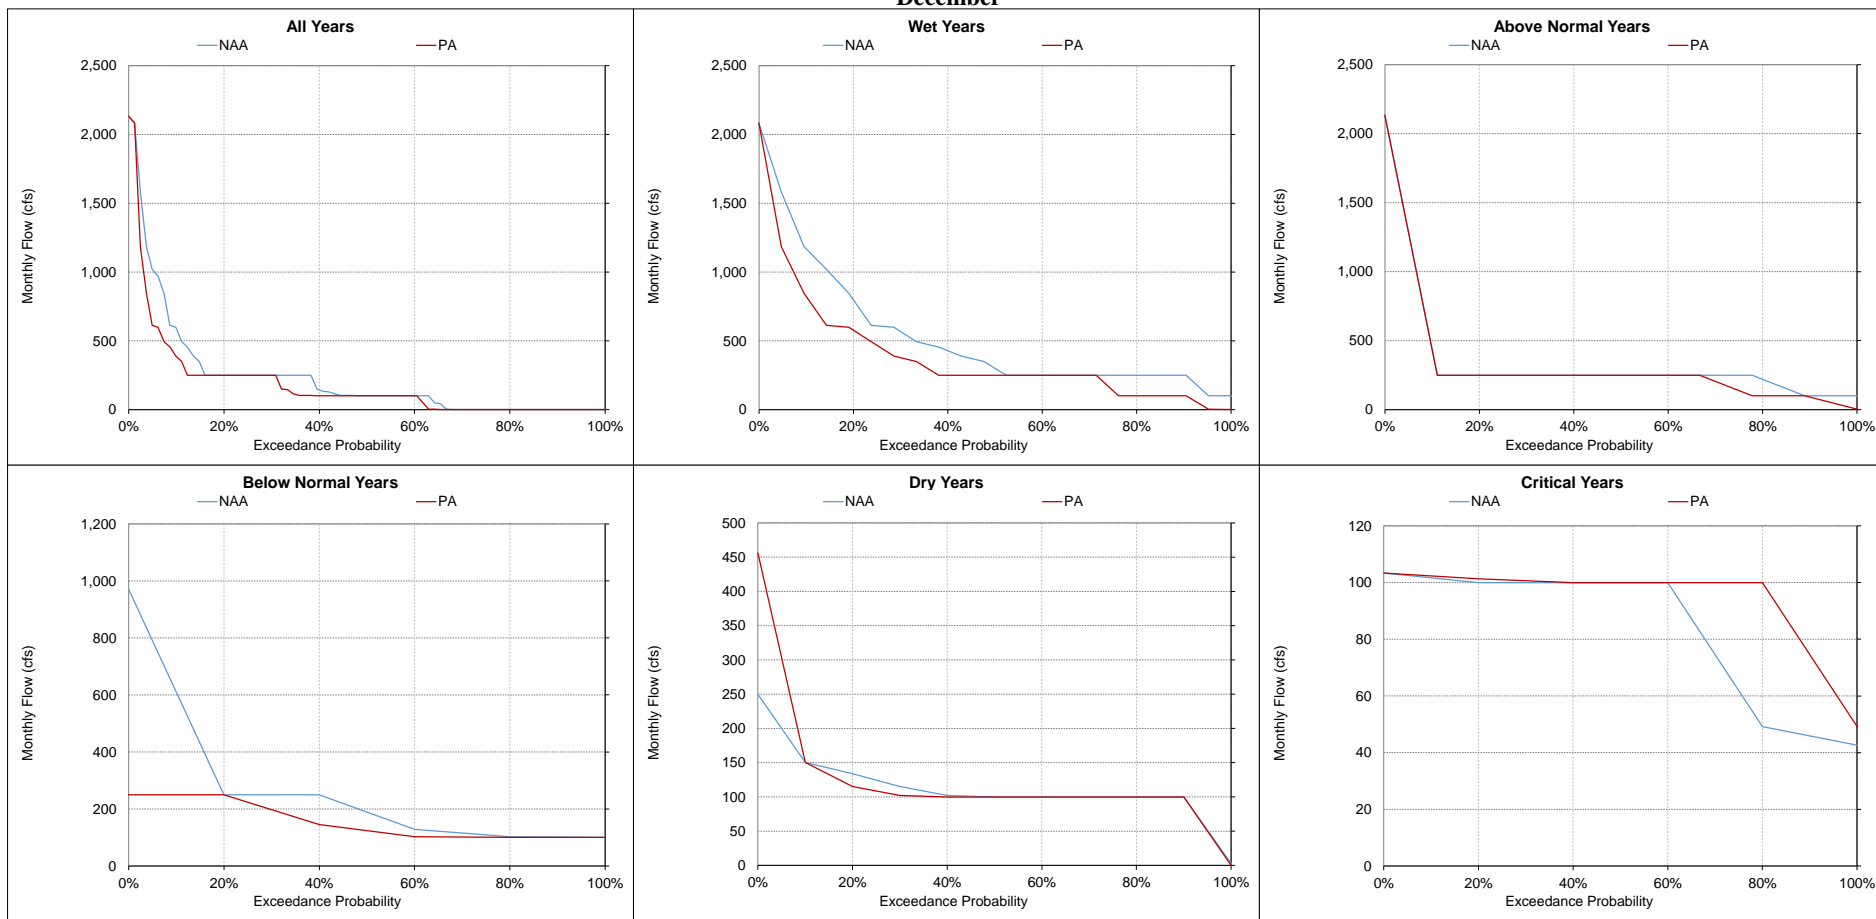 December
All Years
NAA PA
2,500
2,000
1,500
1,000
500
0
Monthly Flow (cfs)
0% 20% 40% 60% 80% 100%
Exceedance Probability
Wet Years
NAA PA
2,500
2,000
1,500
1,000
500
0
Monthly Flow (cfs)
0% 20% 40% 60% 80% 100%
Exceedance Probability
Above Normal Years
NAA PA
2,500
2,000
1,500
1,000
500
0
Monthly Flow (cfs)
0% 20% 40% 60% 80% 100%
Exceedance Probability
Below Normal Years
NAA PA
1,200
1,000
800
600
400
200
0
Monthly Flow (cfs)
0% 20% 40% 60% 80% 100%
Exceedance Probability
Dry Years
NAA PA
500
450
400
350
300
250
200
150
100
50
0
Monthly Flow (cfs)
0% 20% 40% 60% 80% 100%
Exceedance Probability
Critical Years
NAA PA
120
100
80
60
40
20
0
Monthly Flow (cfs)
0% 20% 40% 60% 80% 100%
Exceedance Probability